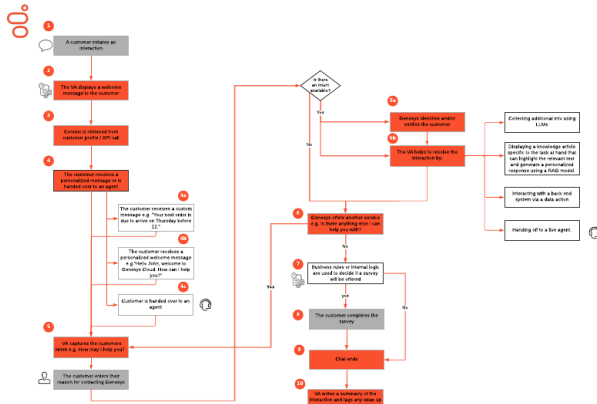 1
A customer initiates an
interaction
2
The VA displays a welcome
message to the customer
3
Context is retrieved from
customer profile / API call
4
The customer receives a
personalized message or is
handed over to an agent
4a
The customer receives a custom
message e.g. "Your next order is
due to arrive on Thursday before
12."
4b
The customer receives a
personalized welcome message
e.g "Hello John, welcome to
Genesys Cloud. How can I help
you?"
4c
Customer is handed over to an
agent
5
VA captures the customers
intent e.g. How may I help you?
The customer enters their
reason for contacting Genesys
Is there
an intent
available?
Yes
No
5a
Genesys identifies and/or
verifies the customer
5b
The VA helps to resolve the
interaction by:
Collecting additional info using
LLMs
Displaying a knowledge article
specific to the task at hand that
can highlight the relevant text
and generate a personalized
response using a RAG model
Interacting with a back end
system via a data action
Handing off to a live agent.
6
Genesys offers another service
e.g. Is there anything else I can
help you with?
Yes
No
7
Business rules or internal logic
are used to decide if a survey
will be offered
yes
No
8
The customer completes the
survey
9
Chat ends
10
VA writes a summary of the
interaction and tags any wrap up